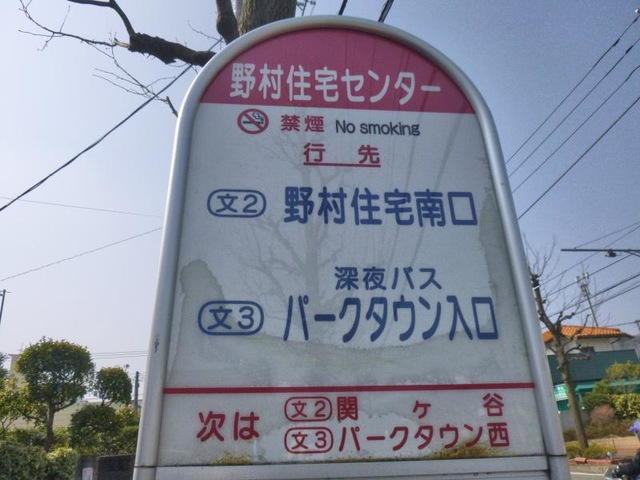 野村住宅センター
禁煙 No smoking
行先
文2 野村住宅南口
深夜バス
文3 パークタウン入口
次は
文2 関ヶ谷
文3 パークタウン西